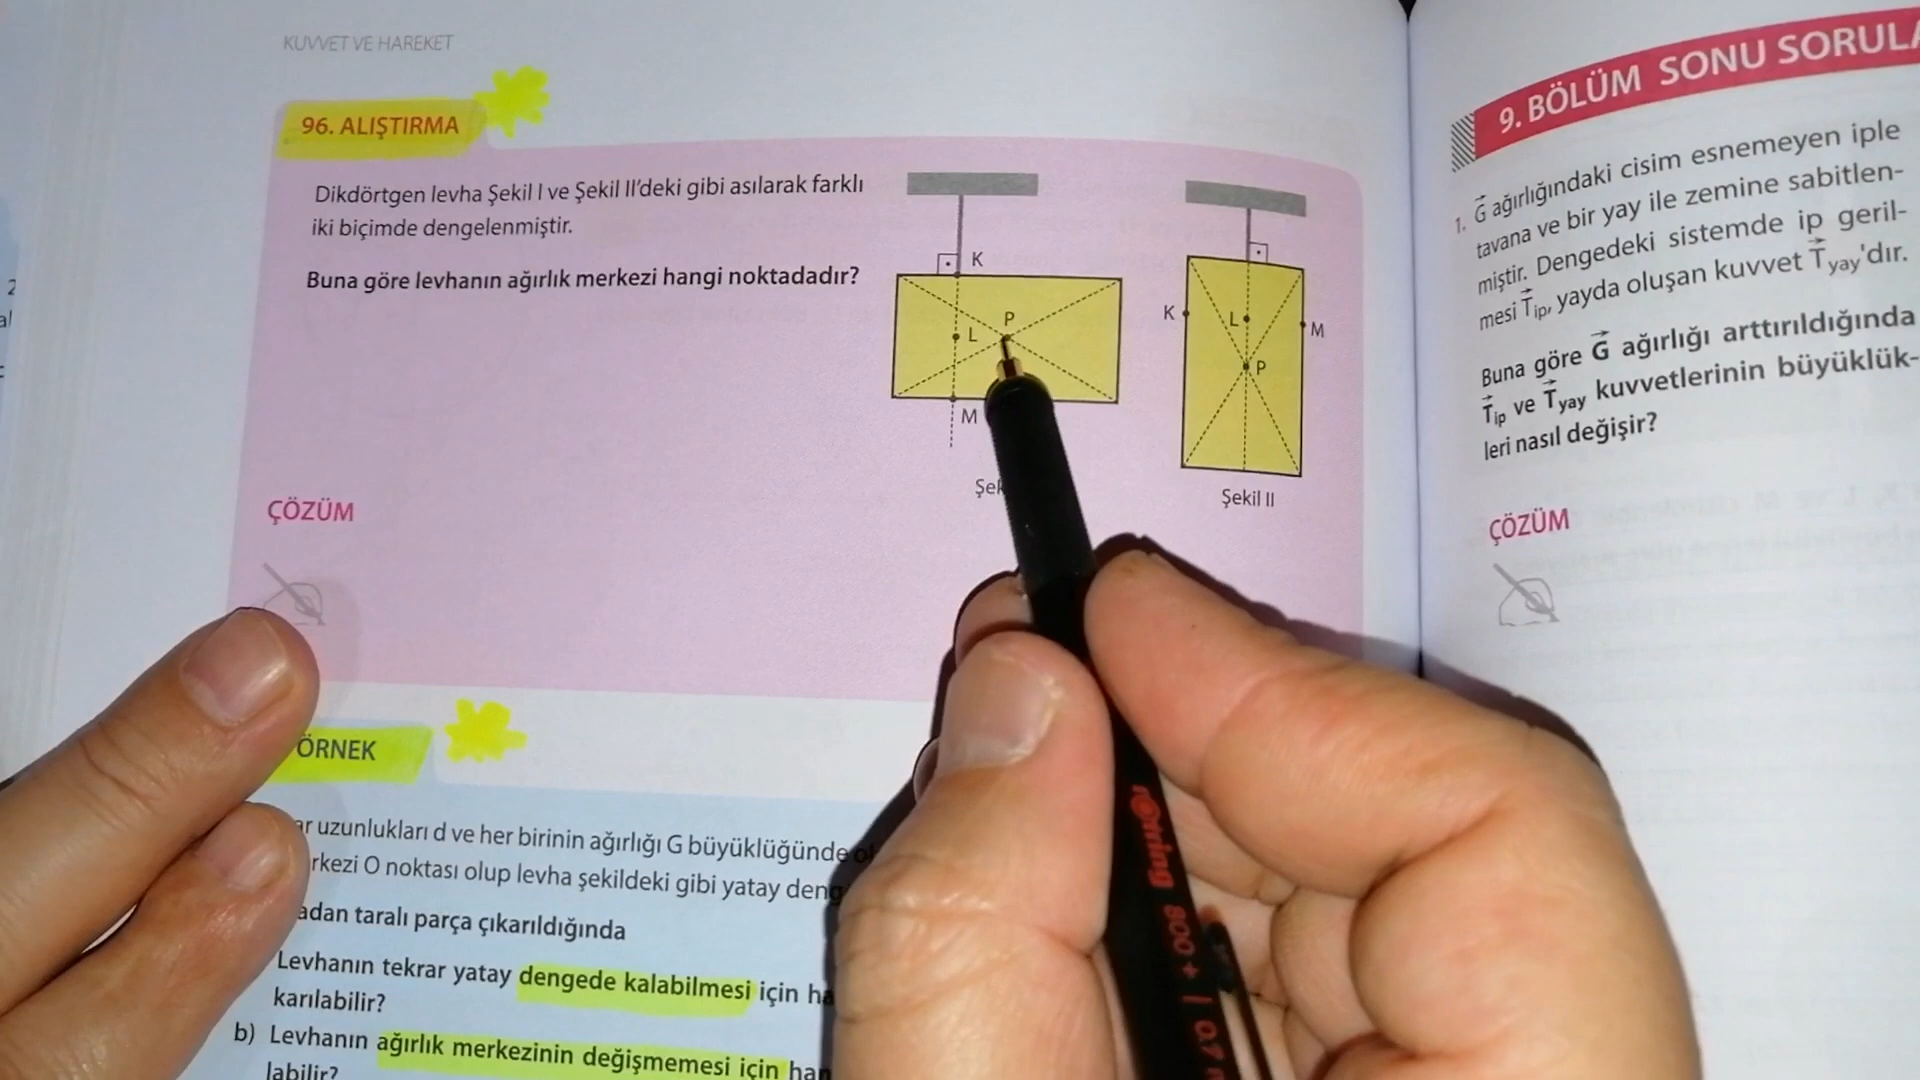 KUVVET VE HAREKET
96. ALIŞTIRMA
Dikdörtgen levha Şekil I ve Şekil II'deki gibi asılarak farklı
iki biçimde dengelenmiştir.
Buna göre levhanın ağırlık merkezi hangi noktadadır?
K
P
L
M
K
L
M
P
Şekil II
ÇÖZÜM
ÖRNEK
uzunlukları d ve her birinin ağırlığı G büyüklüğünde
O noktası olup levha şekildeki gibi yatay
taralı parça çıkarıldığında
Levhanın tekrar yatay dengede kalabilmesi için
karılabilir?
b) Levhanın ağırlık merkezinin değişmemesi için
labilir?
rotring 800+ 0.7
9. BÖLÜM SONU
1. G ağırlığındaki cisim esnemeyen iple
tavana ve bir yay ile zemine sabitlen-
miştir. Dengedeki sistemde ip geril-
mesi Tip, yayda oluşan kuvvet Tyay'dır.
Buna göre G ağırlığı arttırıldığında
Tip ve Tyay kuvvetlerinin büyüklük-
leri nasıl değişir?
ÇÖZÜM